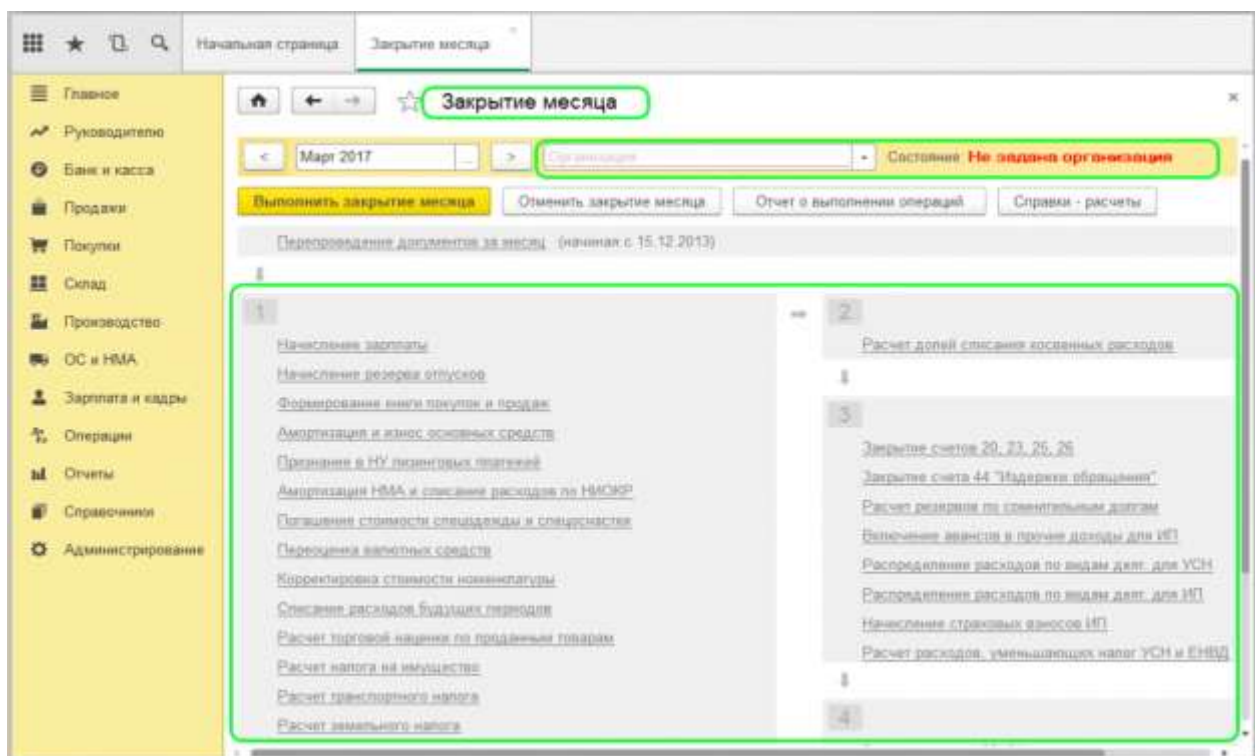 Начальная страница
Закрытие месяца
Главное
Руководителю
Банк и касса
Продажи
Покупки
Склад
Производство
ОС и НМА
Зарплата и кадры
Операции
Отчеты
Справочники
Администрирование
Закрытие месяца
< Март 2017 ... > Организация Состояние: Не задана организация
Выполнить закрытие месяца Отменить закрытие месяца Отчет о выполнении операций Справки - расчеты
Перепроведение документов за месяц (начиная с 15.12.2013)
1
Начисление зарплаты
Начисление резерва отпусков
Формирование книги покупок и продаж
Амортизация и износ основных средств
Признание в НУ лизинговых платежей
Амортизация НМА и списание расходов по НИОКР
Погашение стоимости спецодежды и спецоснастки
Переоценка валютных средств
Корректировка стоимости номенклатуры
Списание расходов будущих периодов
Расчет торговой наценки по проданным товарам
Расчет налога на имущество
Расчет транспортного налога
Расчет земельного налога
2
Расчет долей списания косвенных расходов
3
Закрытие счетов 20, 23, 25, 26
Закрытие счета 44 "Издержки обращения"
Расчет резервов по сомнительным долгам
Включение авансов в прочие доходы для ИП
Распределение расходов по видам деят. для УСН
Распределение расходов по видам деят. для ИП
Начисление страховых взносов ИП
Расчет расходов, уменьшающих налог УСН и ЕНВД
4